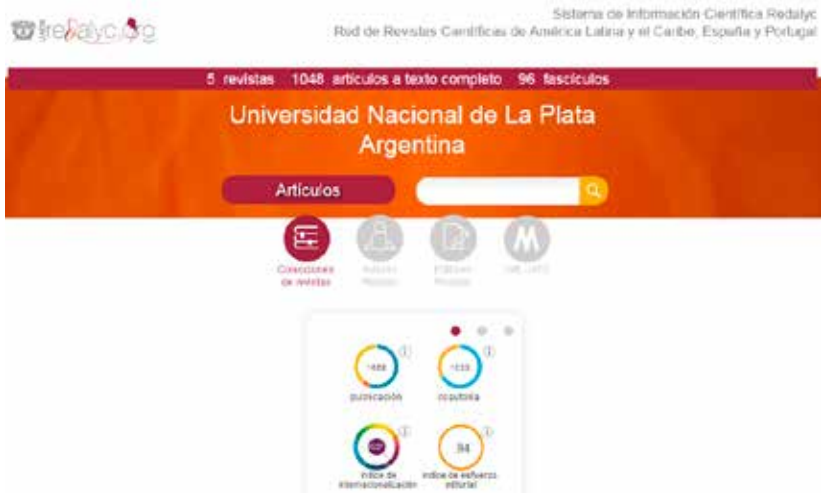 redalyc.org
Sistema de Información Científica Redalyc
Red de Revistas Científicas de América Latina y el Caribe, España y Portugal
5 revistas 1048 artículos a texto completo 96 fascículos
Universidad Nacional de La Plata
Argentina
Artículos
Colecciones
de revistas
publicación
coautoría
índice de
internacionalización
índice de esfuerzo
editorial